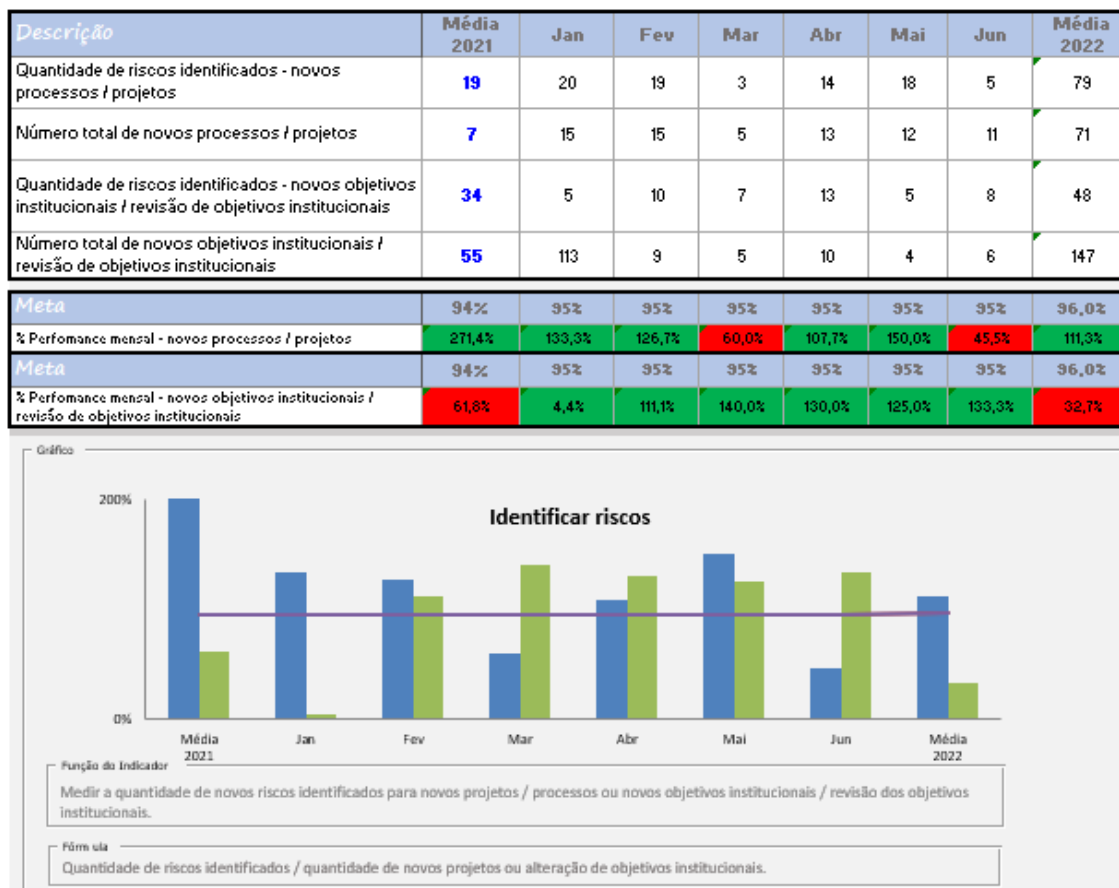 Descrição Média 2021 Jan Fev Mar Abr Mai Jun Média 2022
Quantidade de riscos identificados - novos
processos / projetos 19 20 19 3 14 18 5 79
Número total de novos processos / projetos 7 15 15 5 13 12 11 71
Quantidade de riscos identificados - novos objetivos
institucionais / revisão de objetivos institucionais 34 5 10 7 13 5 8 48
Número total de novos objetivos institucionais /
revisão de objetivos institucionais 55 113 9 5 10 4 6 147
Meta 94% 95% 95% 95% 95% 95% 95% 96,0%
% Perfomance mensal - novos processos / projetos 271,4% 133,3% 126,7% 60,0% 107,7% 150,0% 45,5% 111,3%
Meta 94% 95% 95% 95% 95% 95% 95% 96,0%
% Perfomance mensal - novos objetivos institucionais /
revisão de objetivos institucionais 61,8% 4,4% 111,1% 140,0% 130,0% 125,0% 133,3% 32,7%
Gráfico
200%
Identificar riscos
0%
Média 2021 Jan Fev Mar Abr Mai Jun Média 2022
Função do Indicador
Medir a quantidade de novos riscos identificados para novos projetos / processos ou novos objetivos institucionais / revisão dos objetivos
institucionais.
Fórm ula
Quantidade de riscos identificados / quantidade de novos projetos ou alteração de objetivos institucionais.